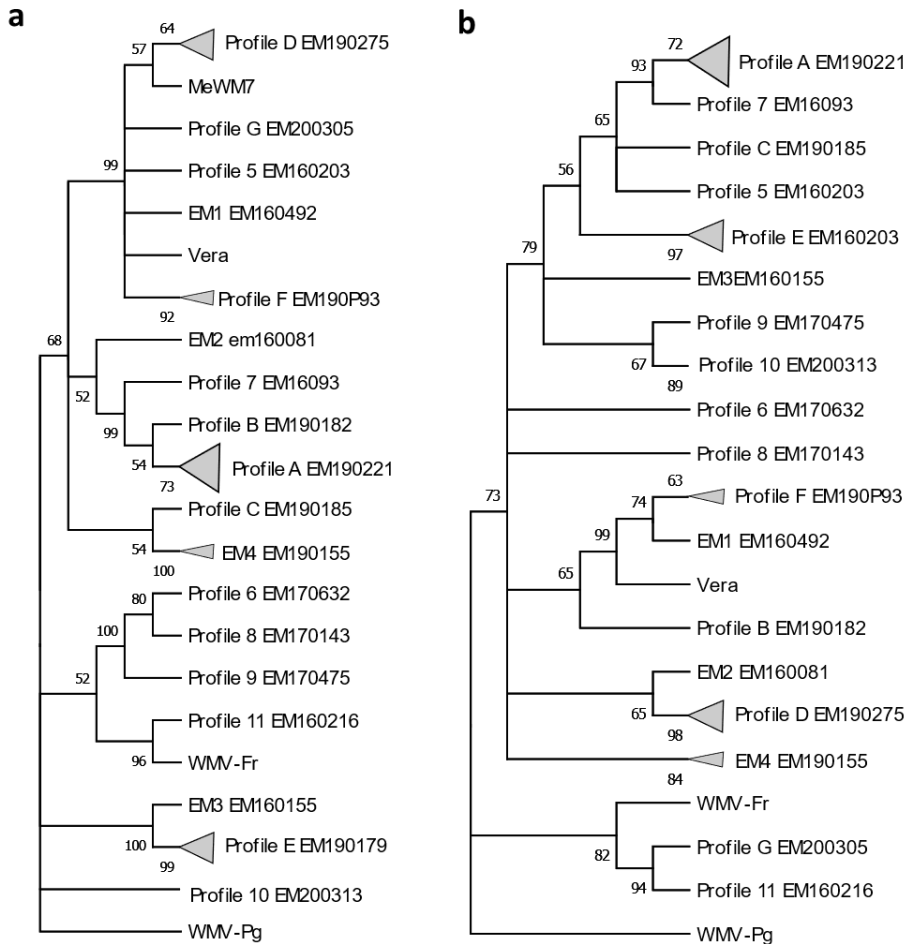 a
64
57
Profile D EM190275
MeWM7
Profile G EM200305
99
Profile 5 EM160203
EM1 EM160492
Vera
Profile F EM190P93
92
68
EM2 em160081
52
Profile 7 EM16093
99
Profile B EM190182
54
Profile A EM190221
73
Profile C EM190185
54
EM4 EM190155
100
80
Profile 6 EM170632
100
Profile 8 EM170143
52
Profile 9 EM170475
Profile 11 EM160216
96
WMV-Fr
EM3 EM160155
100
Profile E EM190179
99
Profile 10 EM200313
WMV-Pg
b
72
93
Profile A EM190221
Profile 7 EM16093
65
Profile C EM190185
56
Profile 5 EM160203
79
Profile E EM160203
97
EM3EM160155
Profile 9 EM170475
67
Profile 10 EM200313
89
Profile 6 EM170632
Profile 8 EM170143
73
63
74
Profile F EM190P93
99
EM1 EM160492
65
Vera
Profile B EM190182
EM2 EM160081
65
Profile D EM190275
98
EM4 EM190155
84
WMV-Fr
82
Profile G EM200305
94
Profile 11 EM160216
WMV-Pg